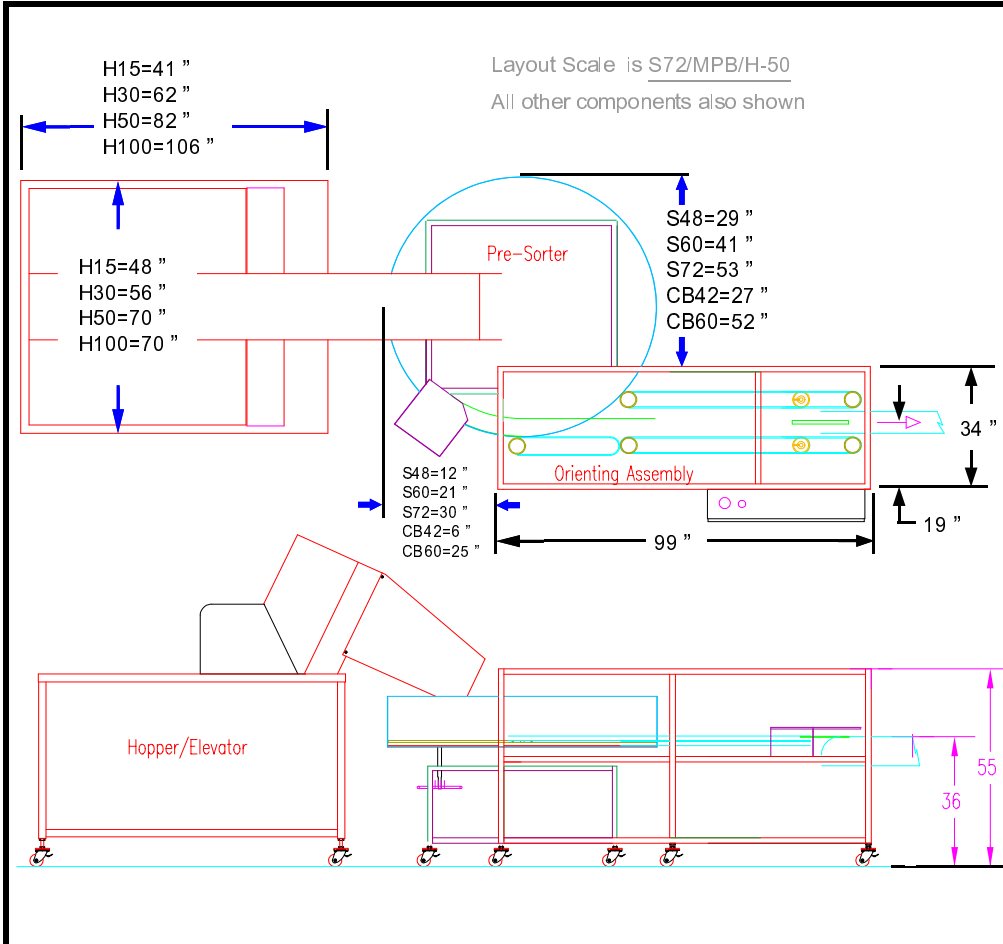 Layout Scale is S72/MPB/H-50
All other components also shown
H15=41 ”
H30=62 ”
H50=82 ”
H100=106 ”
H15=48 ”
H30=56 ”
H50=70 ”
H100=70 ”
Pre-Sorter
S48=29 ”
S60=41 ”
S72=53 ”
CB42=27 ”
CB60=52 ”
34 ”
Orienting Assembly
S48=12 ”
S60=21 ”
S72=30 ”
CB42=6 ”
CB60=25 ”
19 ”
99 ”
Hopper/Elevator
55
36